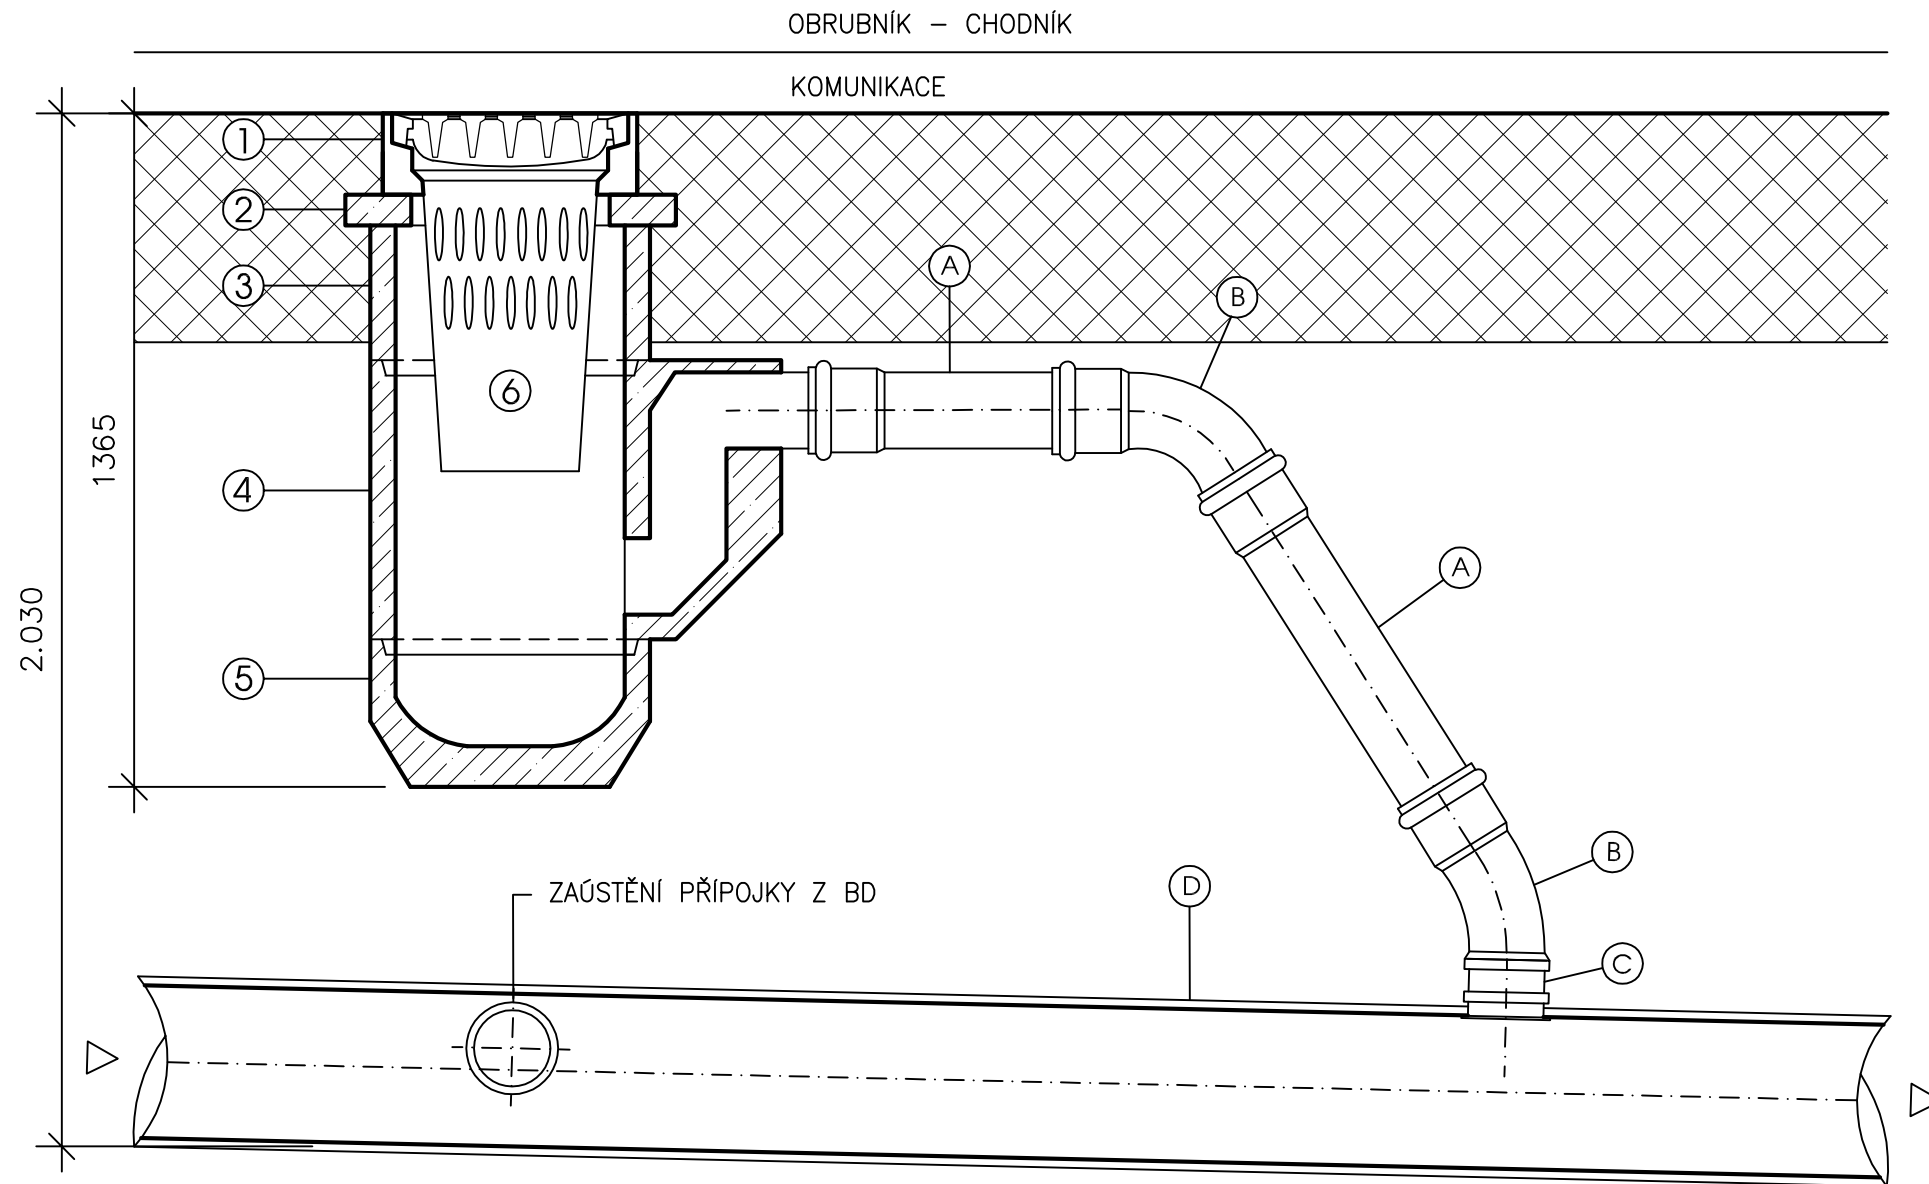 OBRUBNÍK – CHODNÍK
KOMUNIKACE
1
2
3
A
B
6
1365
4
A
2.030
5
B
ZAÚSTĚNÍ PŘÍPOJKY Z BD
D
C